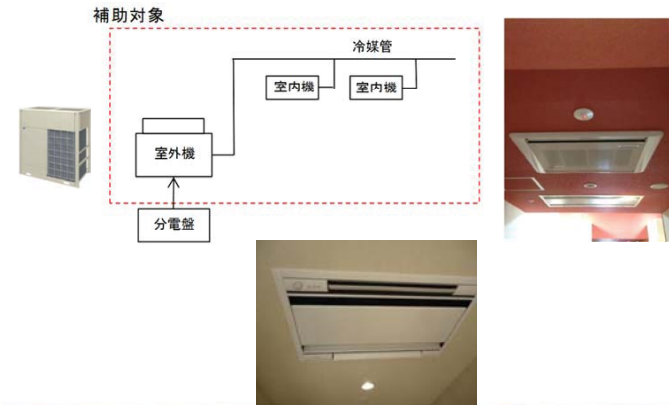 補助対象
冷媒管
室内機
室内機
室外機
分電盤